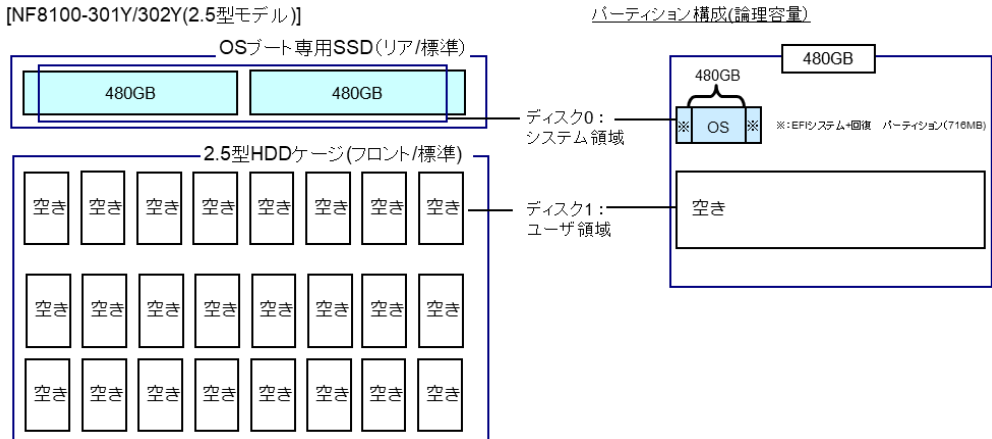 [NF8100-301Y/302Y(2.5型モデル)]
パーティション構成(論理容量)
OSブート専用SSD(リア/標準)
480GB
480GB
480GB
480GB
ディスク0：
システム領域
※
OS
※
※：EFIシステム+回復 パーティション(716MB)
2.5型HDDケージ(フロント/標準)
空き 空き 空き 空き 空き 空き 空き 空き
ディスク1：
ユーザ領域
空き
空き 空き 空き 空き 空き 空き 空き 空き
空き 空き 空き 空き 空き 空き 空き 空き